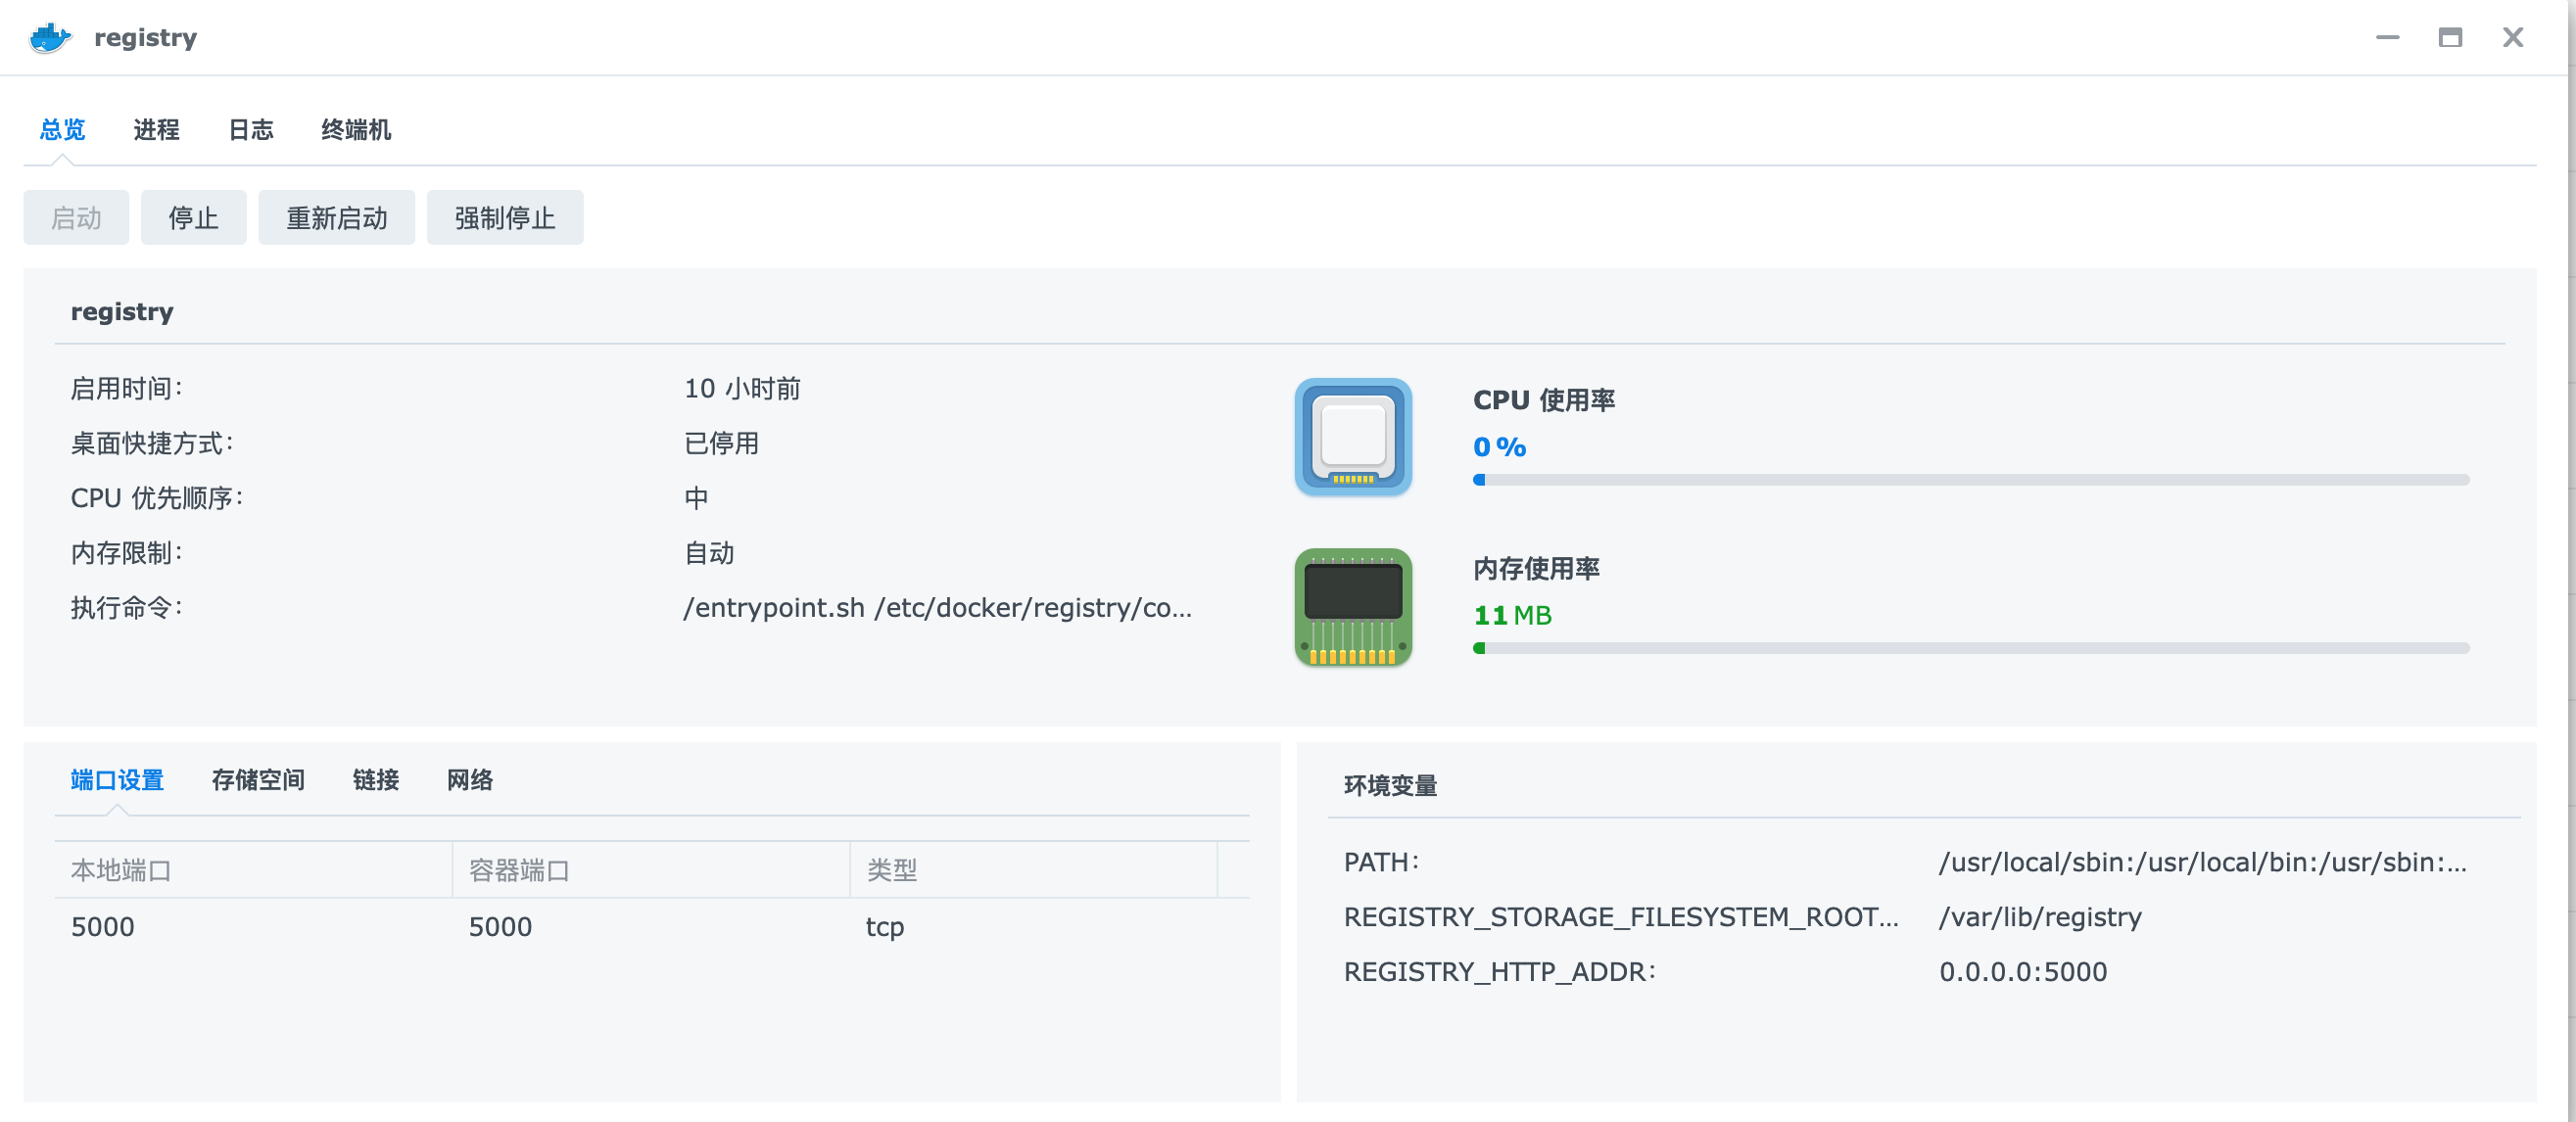 registry
总览 进程 日志 终端机
启动 停止 重新启动 强制停止
registry
启用时间: 10 小时前
桌面快捷方式: 已停用
CPU 优先顺序: 中
内存限制: 自动
执行命令: /entrypoint.sh /etc/docker/registry/co...
CPU 使用率
0 %
内存使用率
11 MB
端口设置 存储空间 链接 网络
本地端口 容器端口 类型
5000 5000 tcp
环境变量
PATH: /usr/local/sbin:/usr/local/bin:/usr/sbin:...
REGISTRY_STORAGE_FILESYSTEM_ROOT... /var/lib/registry
REGISTRY_HTTP_ADDR: 0.0.0.0:5000